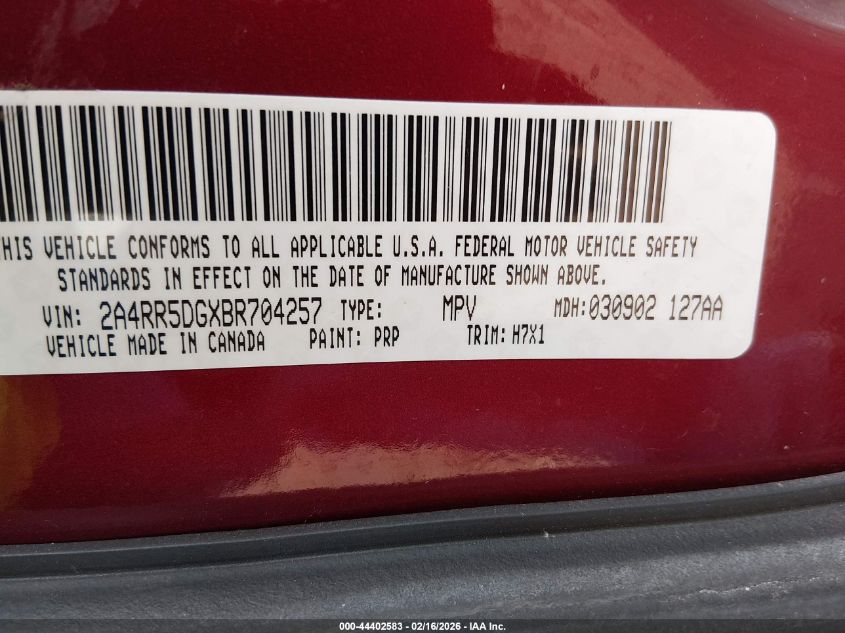 THIS VEHICLE CONFORMS TO ALL APPLICABLE U.S.A. FEDERAL MOTOR VEHICLE SAFETY
STANDARDS IN EFFECT ON THE DATE OF MANUFACTURE SHOWN ABOVE.
VIN: 2A4RR5DGXBR704257 TYPE: MPV MDH:030902 127AA
VEHICLE MADE IN CANADA PAINT: PRP TRIM: H7X1
000-44402583 - 02/16/2026 - IAA Inc.